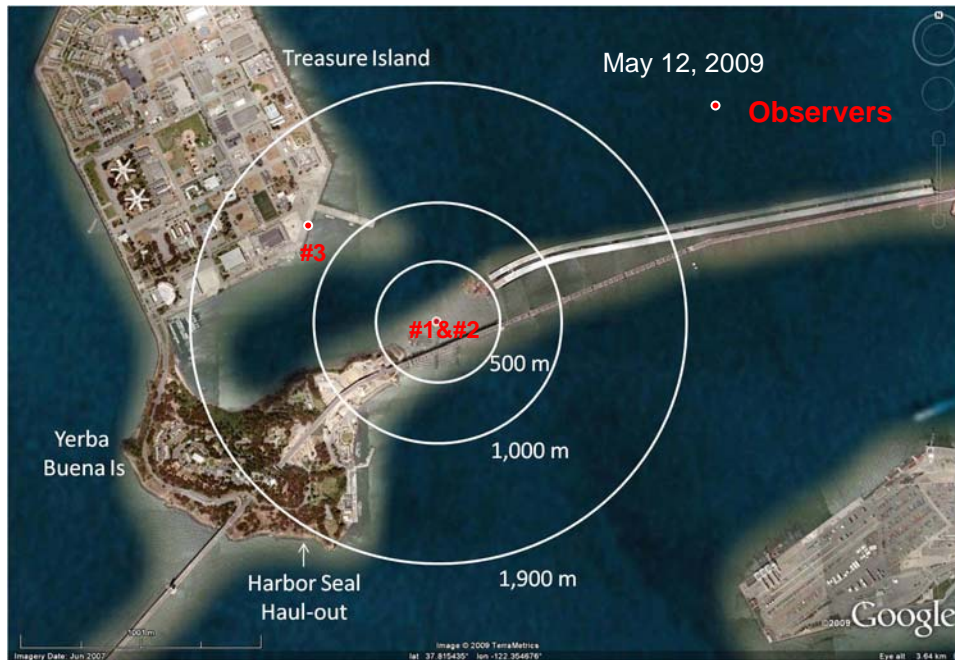 Treasure Island
May 12, 2009
Observers
N
#3
#1&#2
500 m
1,000 m
1,900 m
Yerba
Buena Is
Harbor Seal
Haul-out
1001 m
©2009 Google
Image © 2009 TerraMetrics
Imagery Date: Jun 2007
lat 37.815435° lon -122.354676°
Eye alt 3.64 km